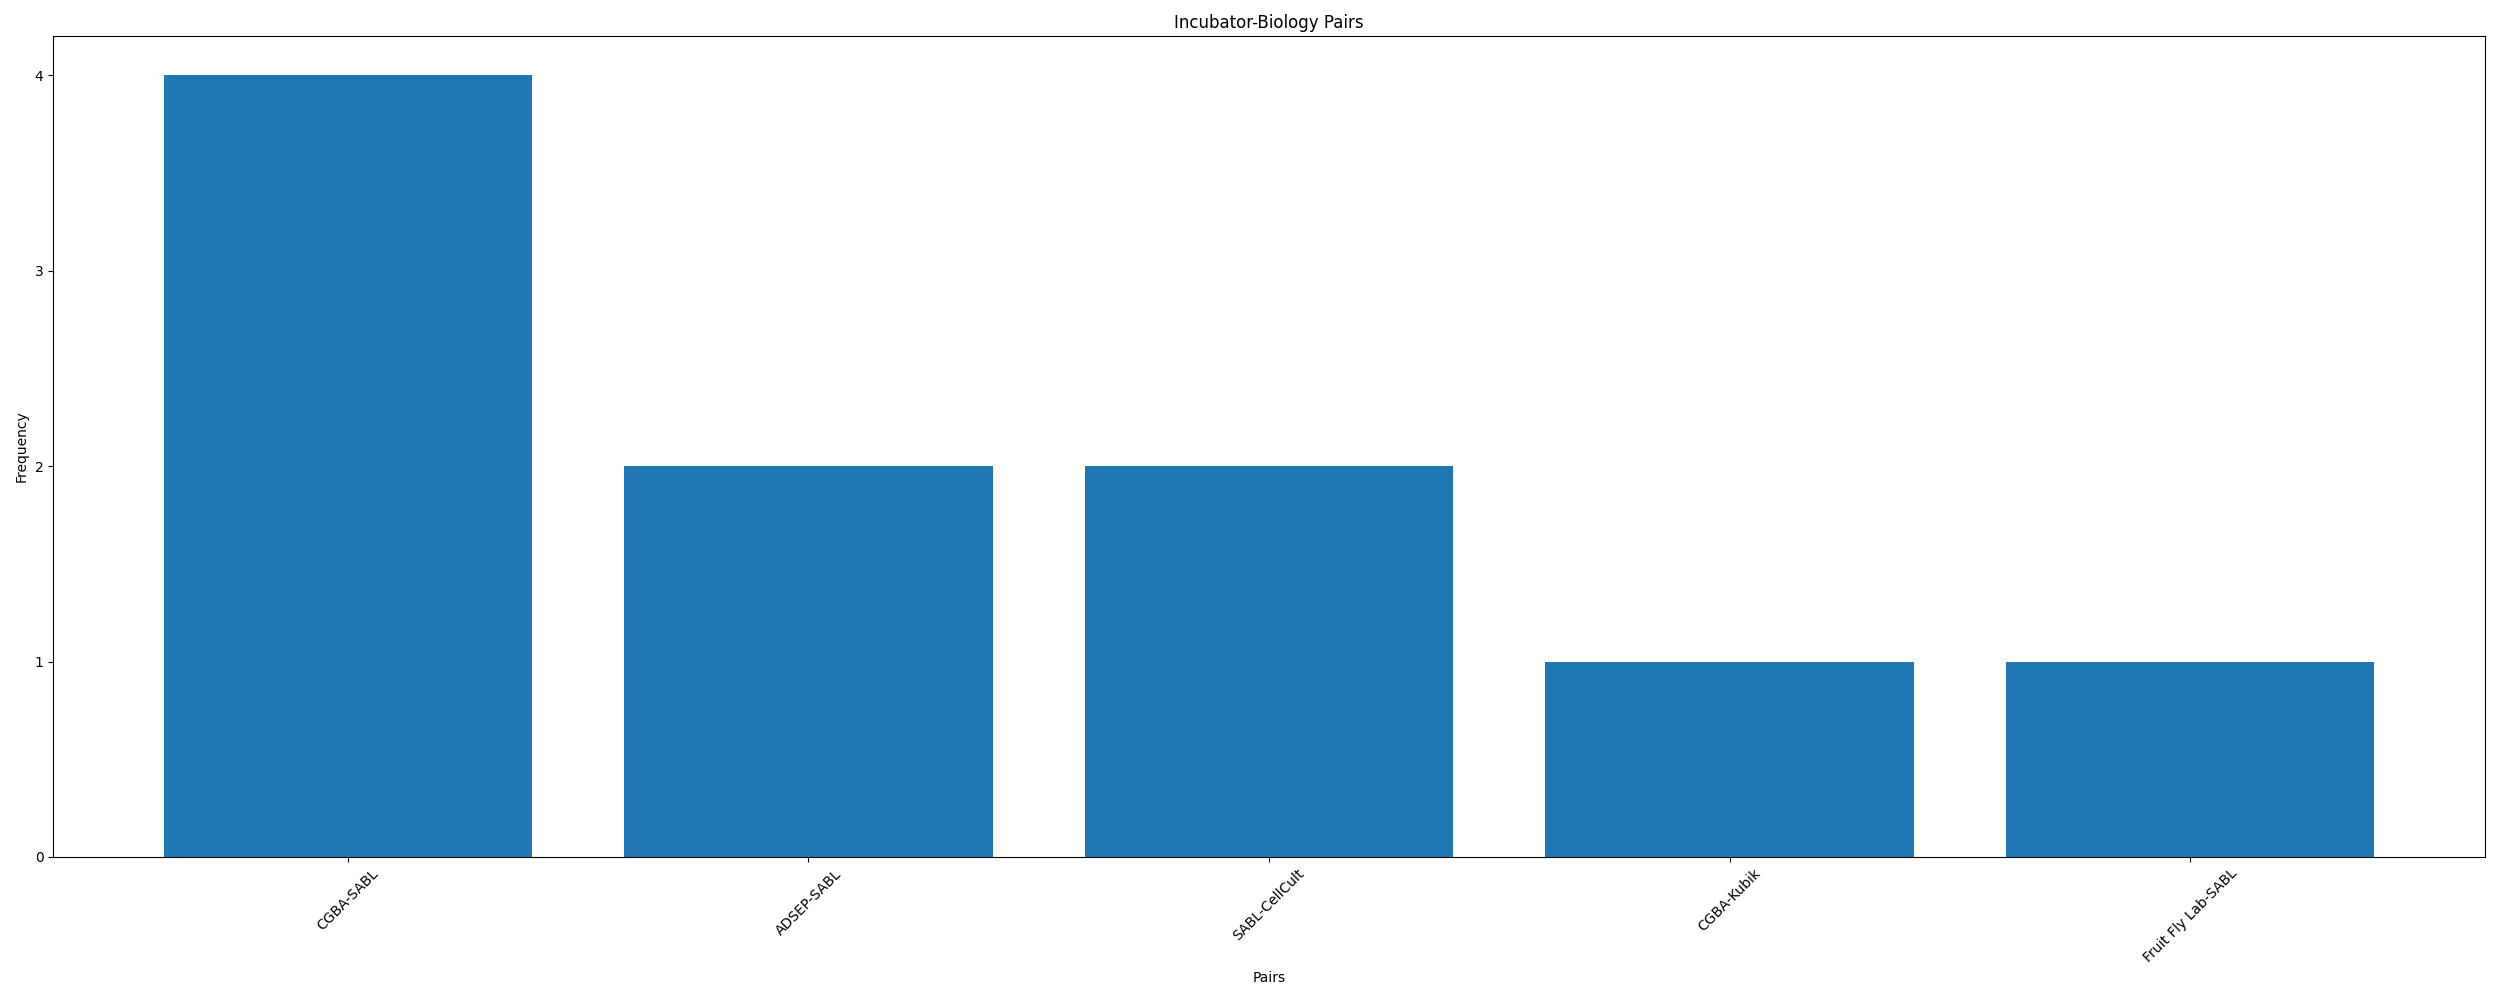 Incubator-Biology Pairs
4
3
2
1
0
Frequency
CGBA-SABL
ADSEP-SABL
SABL-CellCult
CGBA-Kubik
Fruit Fly Lab-SABL
Pairs